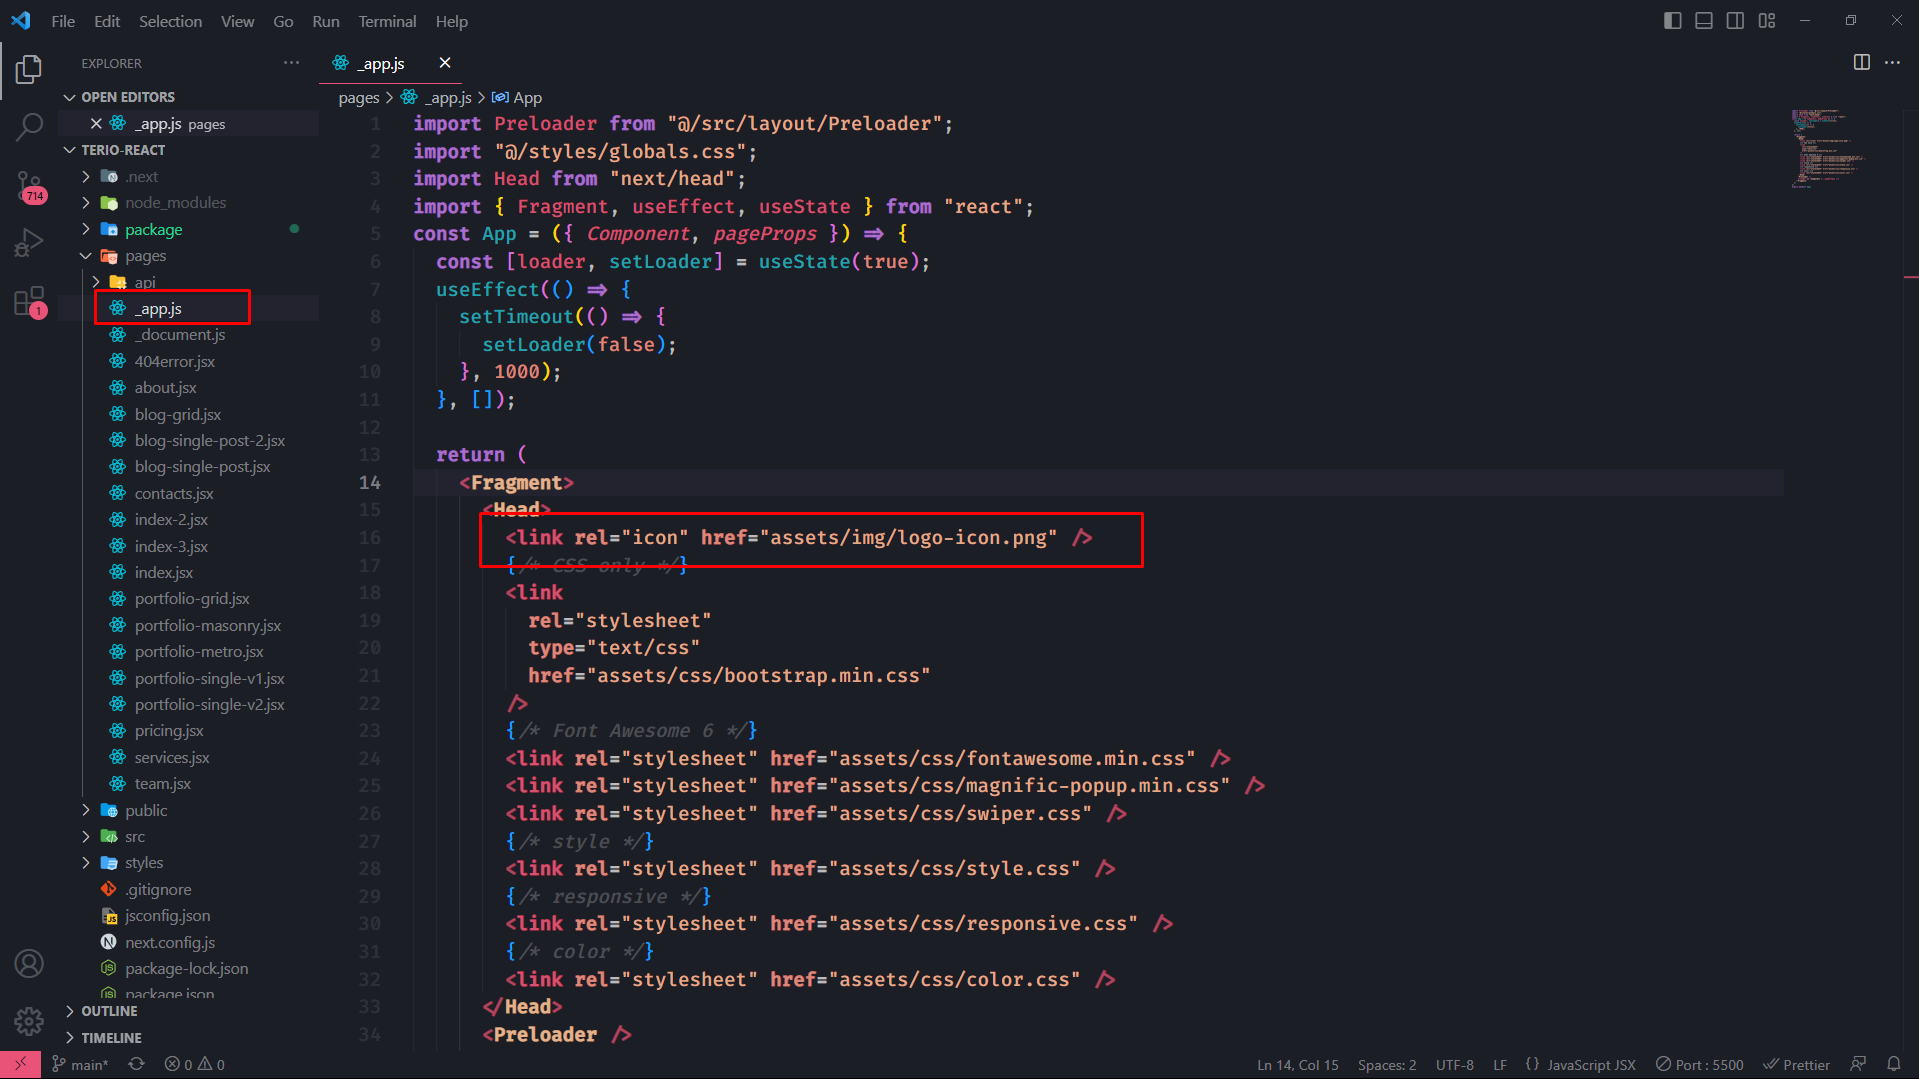 File Edit Selection View Go Run Terminal Help
EXPLORER
_app.js
OPEN EDITORS
_app.js pages
TERIO-REACT
.next
node_modules
package
pages
api
_app.js
_document.js
404error.jsx
about.jsx
blog-grid.jsx
blog-single-post-2.jsx
blog-single-post.jsx
contacts.jsx
index-2.jsx
index-3.jsx
index.jsx
portfolio-grid.jsx
portfolio-masonry.jsx
portfolio-metro.jsx
portfolio-single-v1.jsx
portfolio-single-v2.jsx
pricing.jsx
services.jsx
team.jsx
public
src
styles
.gitignore
jsconfig.json
next.config.js
package-lock.json
package.json
OUTLINE
TIMELINE
714
1
pages > _app.js > App
1 import Preloader from "@/src/layout/Preloader";
2 import "@/styles/globals.css";
3 import Head from "next/head";
4 import { Fragment, useEffect, useState } from "react";
5 const App = ({ Component, pageProps }) => {
6 const [loader, setLoader] = useState(true);
7 useEffect(() => {
8 setTimeout(() => {
9 setLoader(false);
10 }, 1000);
11 }, []);
12
13 return (
14 <Fragment>
15 <Head>
16 <link rel="icon" href="assets/img/logo-icon.png" />
17 {/* CSS only */}
18 <link
19 rel="stylesheet"
20 type="text/css"
21 href="assets/css/bootstrap.min.css"
22 />
23 {/* Font Awesome 6 */}
24 <link rel="stylesheet" href="assets/css/fontawesome.min.css" />
25 <link rel="stylesheet" href="assets/css/magnific-popup.min.css" />
26 <link rel="stylesheet" href="assets/css/swiper.css" />
27 {/* style */}
28 <link rel="stylesheet" href="assets/css/style.css" />
29 {/* responsive */}
30 <link rel="stylesheet" href="assets/css/responsive.css" />
31 {/* color */}
32 <link rel="stylesheet" href="assets/css/color.css" />
33 </Head>
34 <Preloader />
main* 0 0 Ln 14, Col 15 Spaces: 2 UTF-8 LF {} JavaScript JSX Port : 5500 Prettier